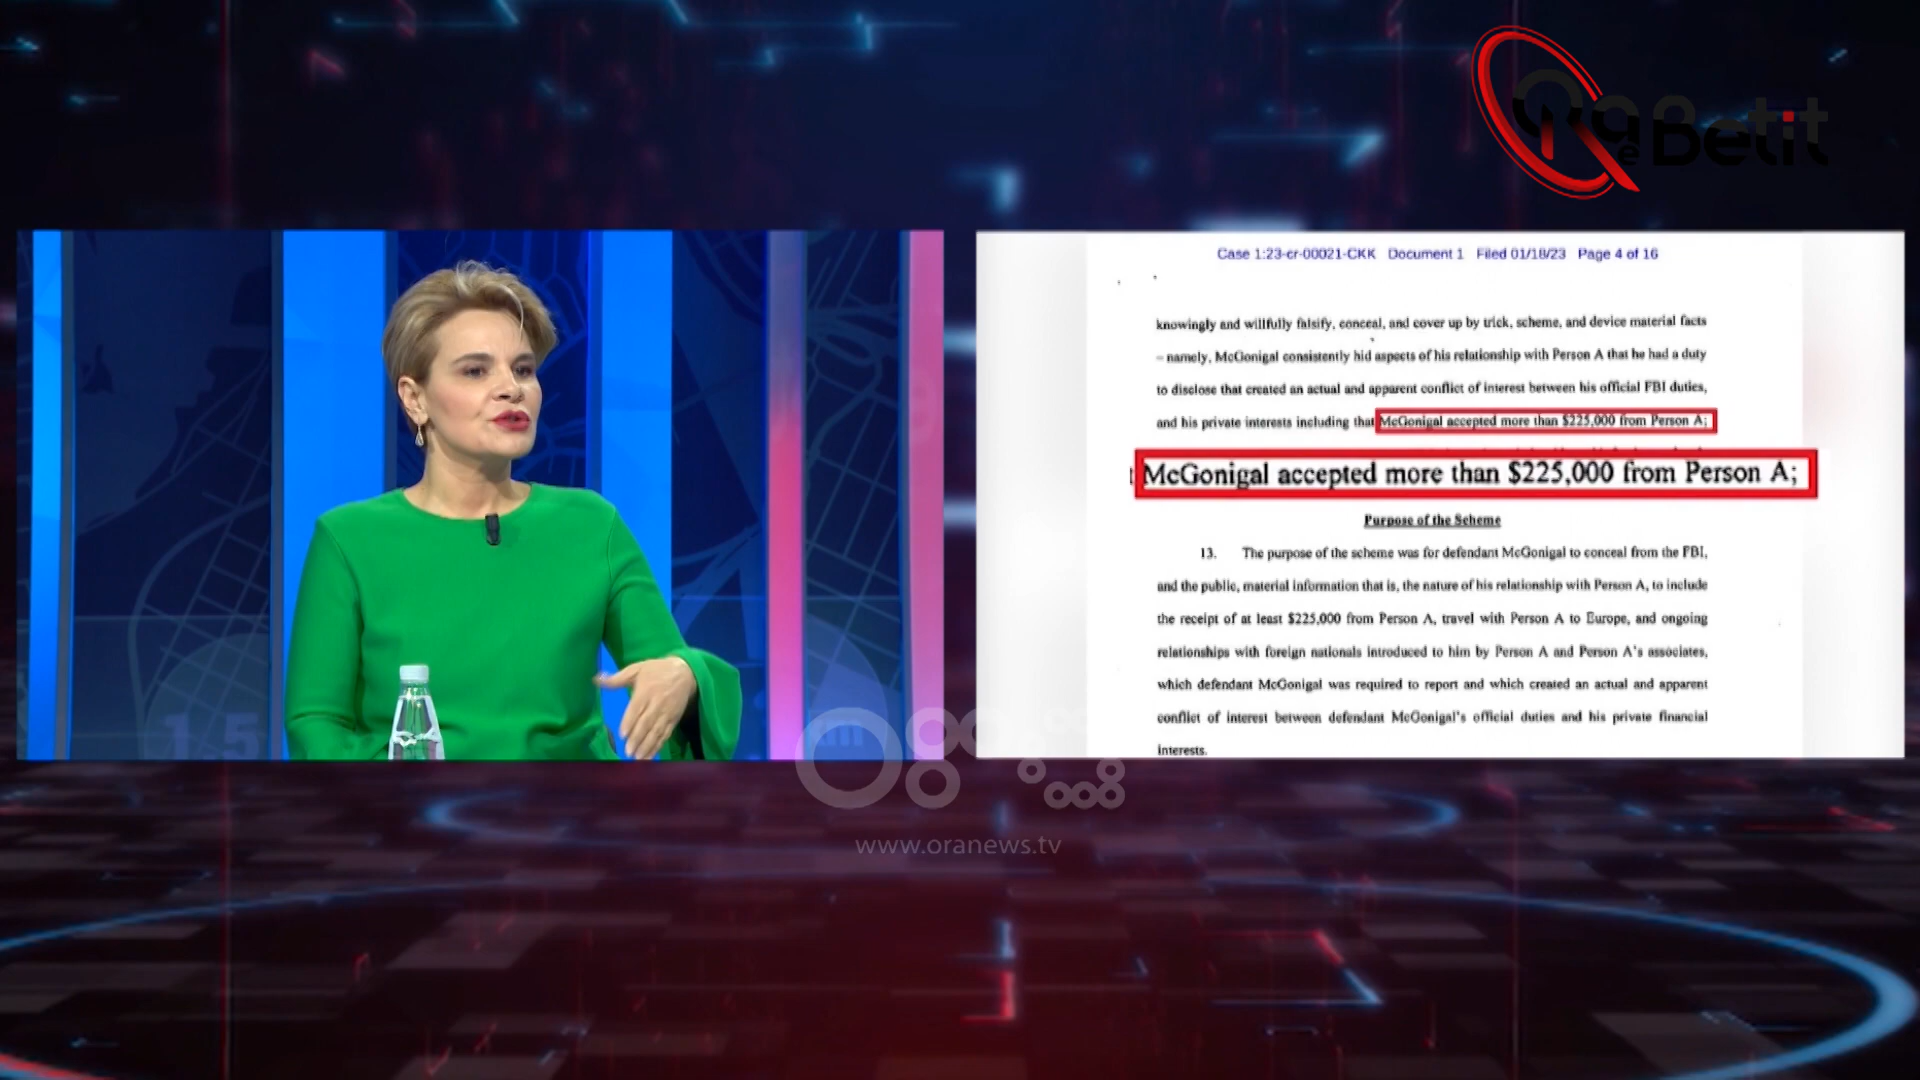 Ora
e
Betit
Case 1:23-cr-00021-CKK Document 1 Filed 01/18/23 Page 4 of 16
knowingly and willfully falsify, conceal, and cover up by trick, scheme, and device material facts
– namely, McGonigal consistently hid aspects of his relationship with Person A that he had a duty
to disclose that created an actual and apparent conflict of interest between his official FBI duties,
and his private interests including that McGonigal accepted more than $225,000 from Person A;
McGonigal accepted more than $225,000 from Person A;
Purpose of the Scheme
13. The purpose of the scheme was for defendant McGonigal to conceal from the FBI,
and the public, material information that is, the nature of his relationship with Person A, to include
the receipt of at least $225,000 from Person A, travel with Person A to Europe, and ongoing
relationships with foreign nationals introduced to him by Person A and Person A's associates,
which defendant McGonigal was required to report and which created an actual and apparent
conflict of interest between defendant McGonigal's official duties and his private financial
interests.
1.5
www.oranews.tv